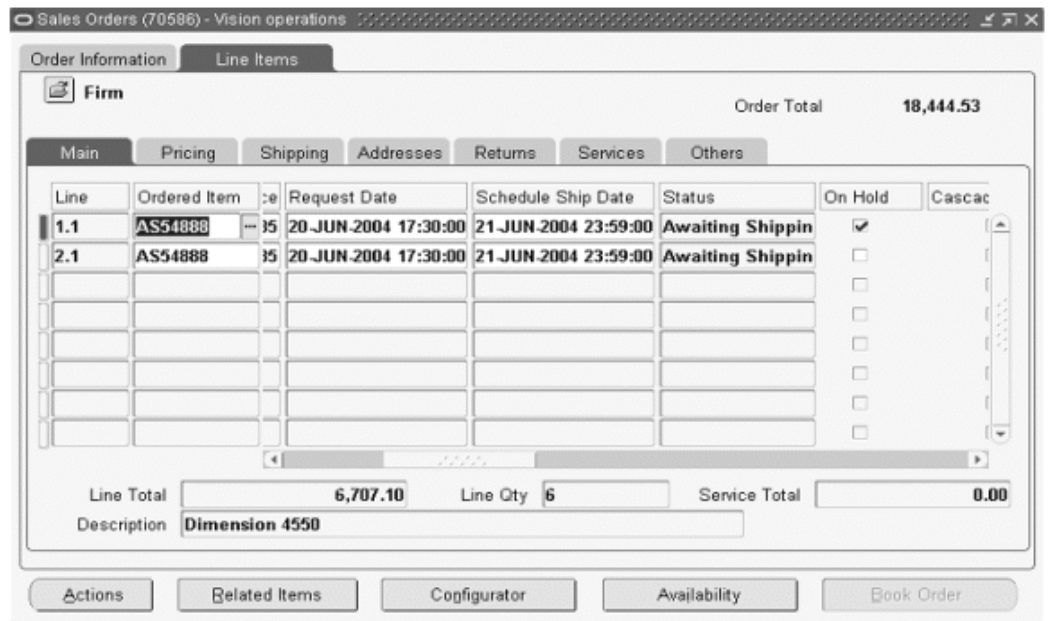 Sales Orders (70586) - Vision operations
Order Information Line Items
Firm
Order Total 18,444.53
Main Pricing Shipping Addresses Returns Services Others
Line Ordered Item Request Date Schedule Ship Date Status On Hold Cascac
1.1 AS54888 ... 35 20-JUN-2004 17:30:00 21-JUN-2004 23:59:00 Awaiting Shippin
2.1 AS54888 35 20-JUN-2004 17:30:00 21-JUN-2004 23:59:00 Awaiting Shippin
Line Total 6,707.10 Line Qty 6 Service Total 0.00
Description Dimension 4550
Actions Related Items Configurator Availability Book Order